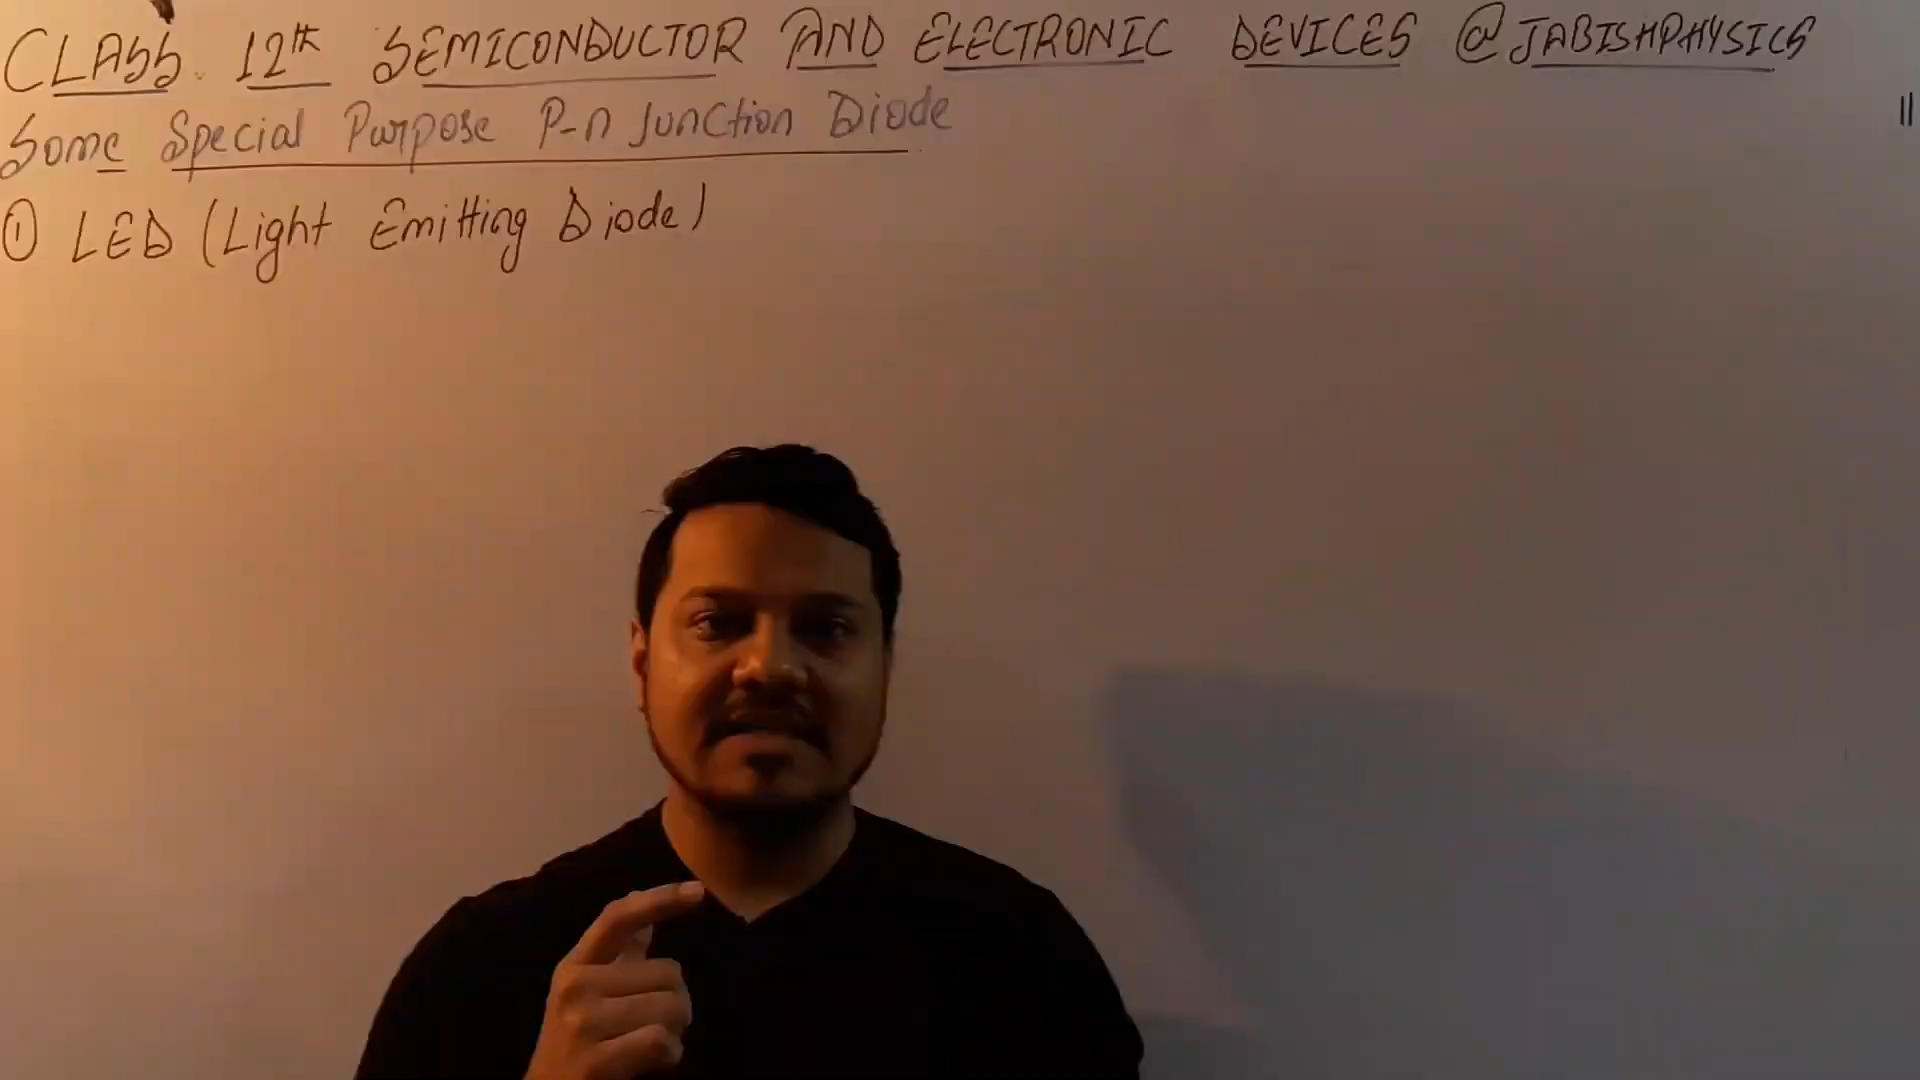 CLASS 12th SEMICONDUCTOR AND ELECTRONIC DEVICES @JABISHPHYSICS
Some Special Purpose P-n Junction Diode
① LED (Light Emitting Diode)